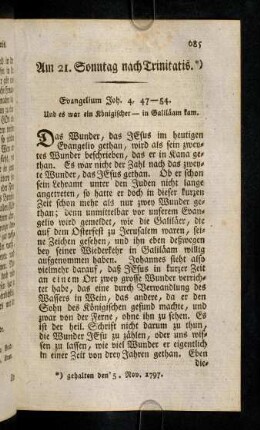 685
Am 21. Sonntag nach Trinitatis.*)
Evangelium Joh. 4. 47—54.
Und es war ein Königischer — in Galiläam kam.
Das Wunder, das JEsus im heutigen
Evangelio gethan, wird als sein zwey-
tes Wunder beschrieben, das er in Kana ge-
than. Es war nicht der Zahl nach das zwey-
te Wunder, das JEsus gethan. Ob er schon
sein Lehramt unter den Juden nicht lange
angetreten, so hatte er doch in dieser kurzen
Zeit schon mehr als nur zwey Wunder ge-
than; denn unmittelbar vor unserem Evange-
lio wird gemeldet, wie die Galiläer, die
auf dem Osterfest zu Jerusalem waren, sei-
ne Zeichen gesehen, und ihn eben deßwegen
bey seiner Wiederkehr in Galiläam willig
aufgenommen haben. Johannes sieht also
vielmehr darauf, daß JEsus in kurzer Zeit
an einem Ort zwey grosse Wunder verrich-
ter habe, das eine durch Verwandlung des
Wassers in Wein, das andere, da er den
Sohn des Königischen gesund machte, und
zwar von der Ferne, ohne ihn zu sehen. Es
ist der heil. Schrift nicht darum zu thun,
die Wunder JEsu zu zählen, oder uns wis-
sen zu lassen, wie viel Wunder er eigentlich
in einer Zeit von drey Jahren gethan. Eben
die-
*) gehalten den 5. Nov. 1797.